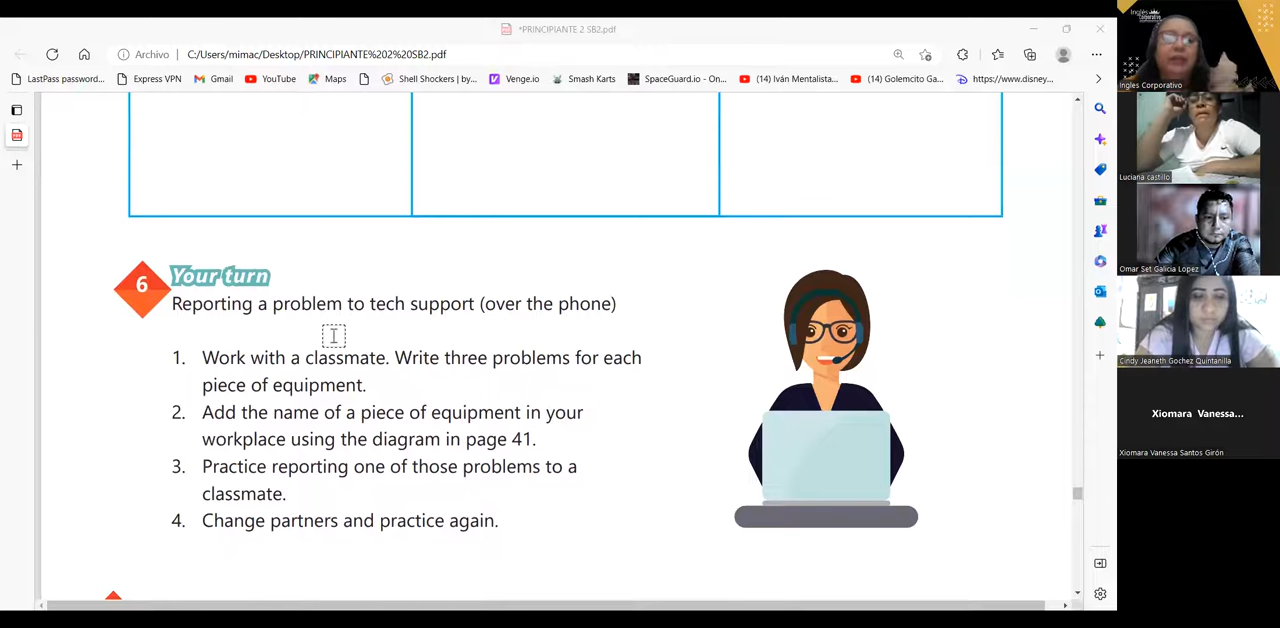 *PRINCIPIANTE 2 SB2.pdf
Archivo
C:/Users/mimac/Desktop/PRINCIPIANTE%202%20SB2.pdf
LastPass password...
Express VPN
Gmail
YouTube
Maps
Shell Shockers | by...
Venge.io
Smash Karts
SpaceGuard.io - On...
(14) Iván Mentalista...
(14) Golemcito Ga...
https://www.disney...
6
Your turn
Reporting a problem to tech support (over the phone)
1. Work with a classmate. Write three problems for each
piece of equipment.
2. Add the name of a piece of equipment in your
workplace using the diagram in page 41.
3. Practice reporting one of those problems to a
classmate.
4. Change partners and practice again.
Inglés
Corporativo
Ingles Corporativo
Luciana castillo
Omar Set Galicia Lopez
Cindy Jeaneth Gochez Quintanilla
Xiomara Vanessa...
Xiomara Vanessa Santos Girón